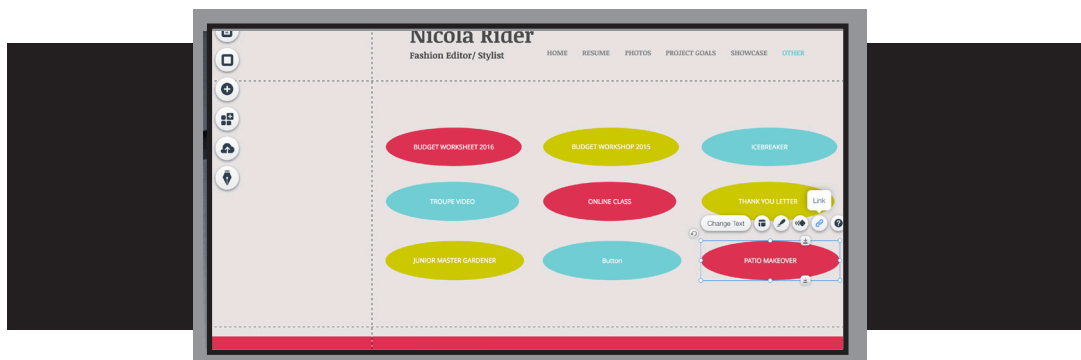 Nicola Rider
Fashion Editor/ Stylist
HOME RESUME PHOTOS PROJECT GOALS SHOWCASE OTHER
BUDGET WORKSHEET 2016 BUDGET WORKSHOP 2015 ICEBREAKER
TROUPE VIDEO ONLINE CLASS THANK YOU LETTER Link
Change Text
JUNIOR MASTER GARDENER Button PATIO MAKEOVER